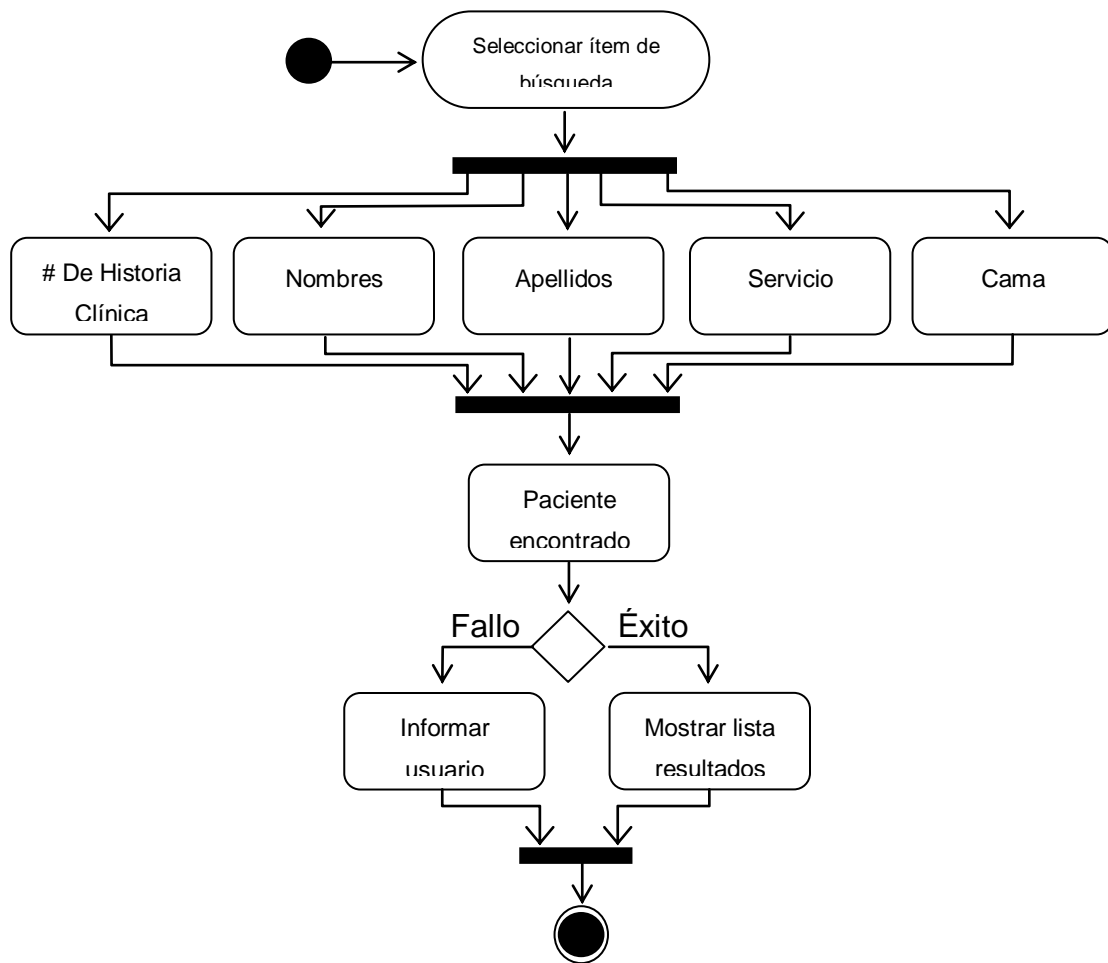 Seleccionar ítem de
búsqueda
# De Historia
Clínica
Nombres
Apellidos
Servicio
Cama
Paciente
encontrado
Fallo
Éxito
Informar
usuario
Mostrar lista
resultados